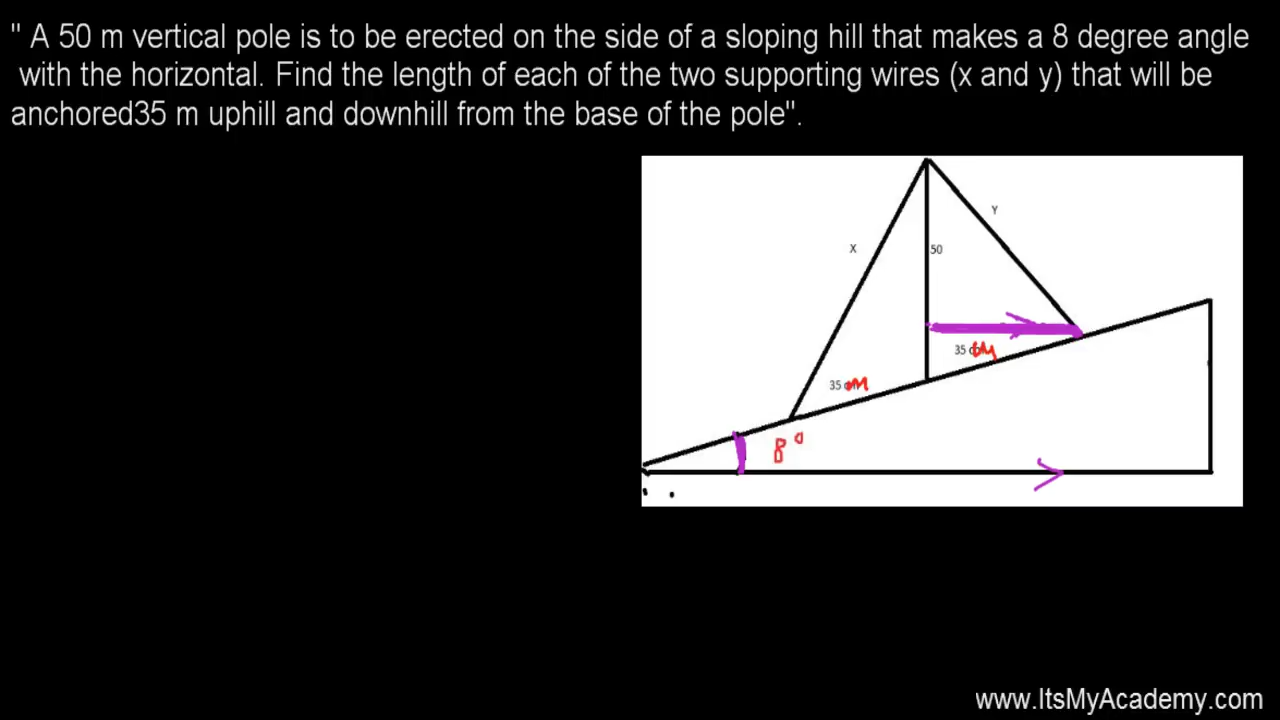 " A 50 m vertical pole is to be erected on the side of a sloping hill that makes a 8 degree angle
with the horizontal. Find the length of each of the two supporting wires (x and y) that will be
anchored35 m uphill and downhill from the base of the pole".
X
Y
50
35 m
35 m
8°
www.ItsMyAcademy.com